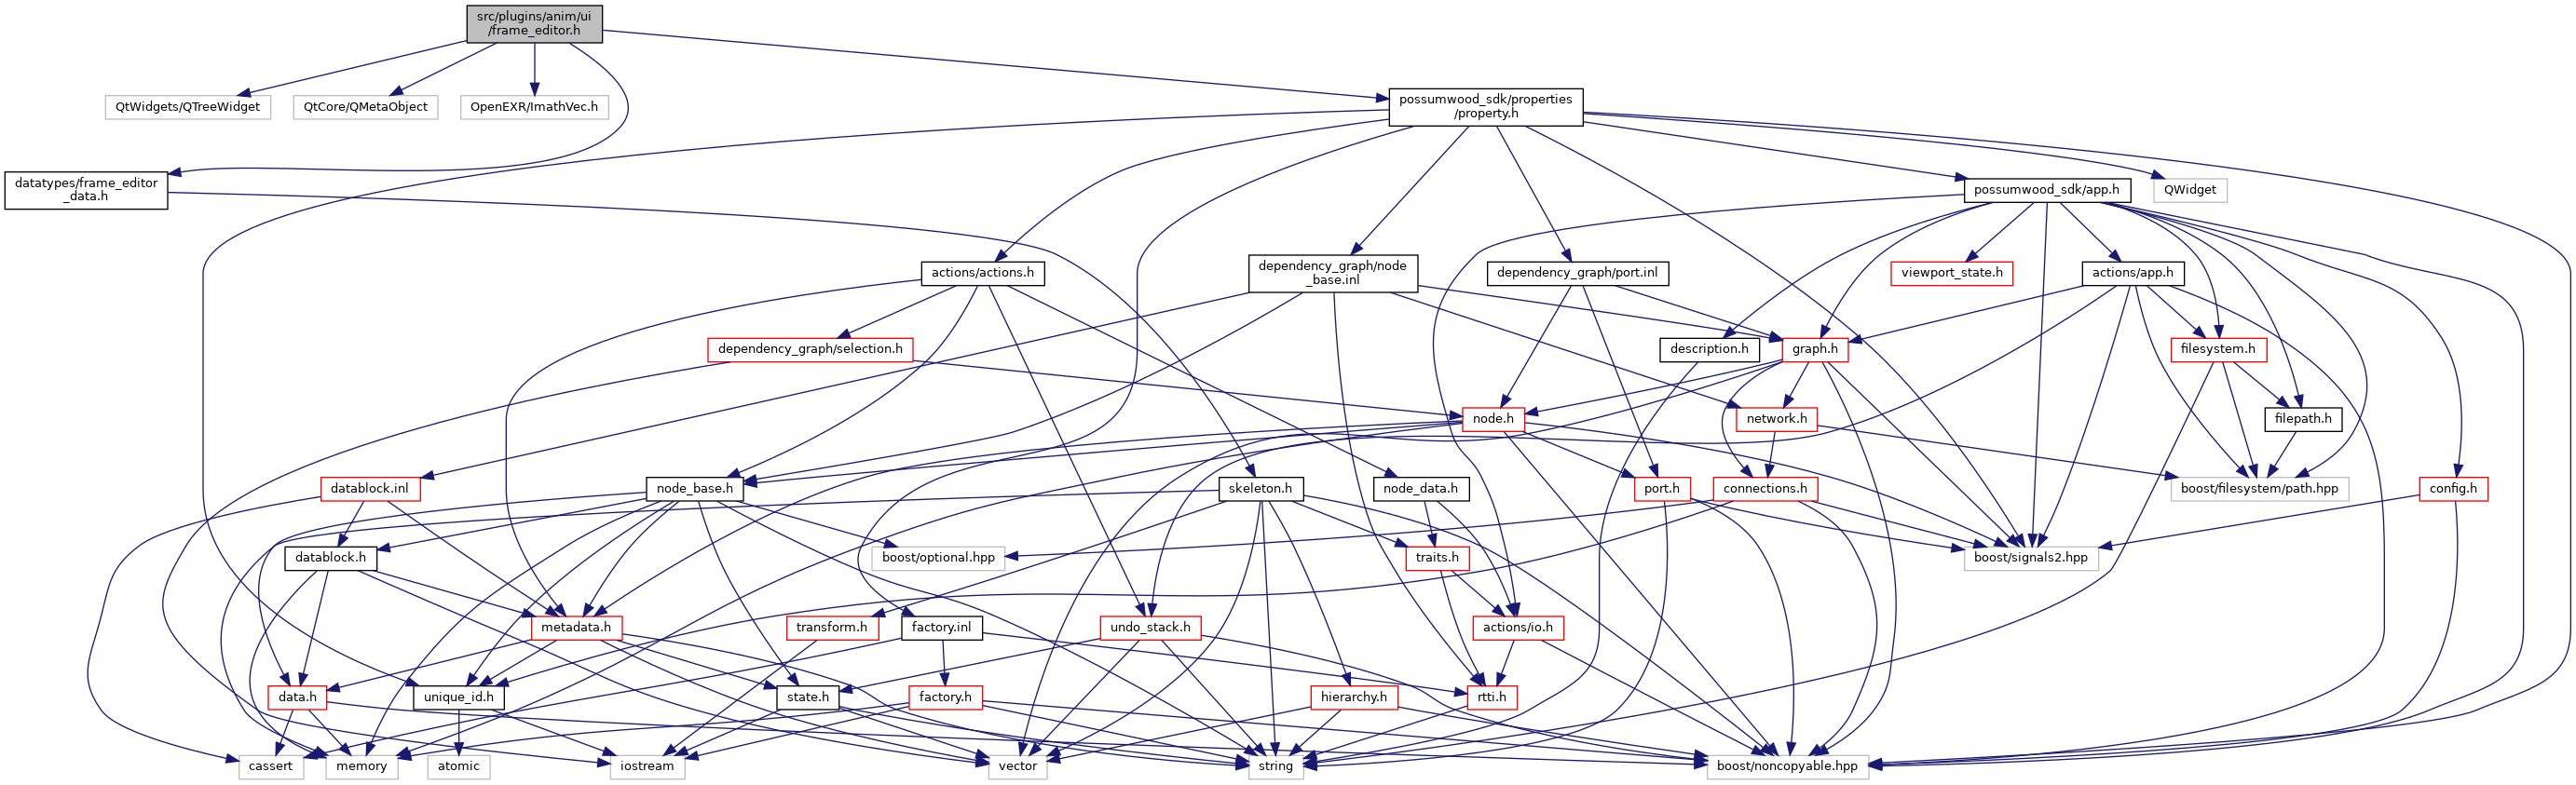 src/plugins/anim/ui
/frame_editor.h
QtWidgets/QTreeWidget
QtCore/QMetaObject
OpenEXR/ImathVec.h
possumwood_sdk/properties
/property.h
datatypes/frame_editor
_data.h
possumwood_sdk/app.h
QWidget
actions/actions.h
dependency_graph/node
_base.inl
dependency_graph/port.inl
viewport_state.h
actions/app.h
dependency_graph/selection.h
description.h
graph.h
filesystem.h
node.h
network.h
filepath.h
datablock.inl
node_base.h
skeleton.h
node_data.h
port.h
connections.h
boost/filesystem/path.hpp
config.h
datablock.h
boost/optional.hpp
traits.h
boost/signals2.hpp
metadata.h
transform.h
factory.inl
undo_stack.h
actions/io.h
data.h
unique_id.h
state.h
factory.h
hierarchy.h
rtti.h
cassert
memory
atomic
iostream
vector
string
boost/noncopyable.hpp